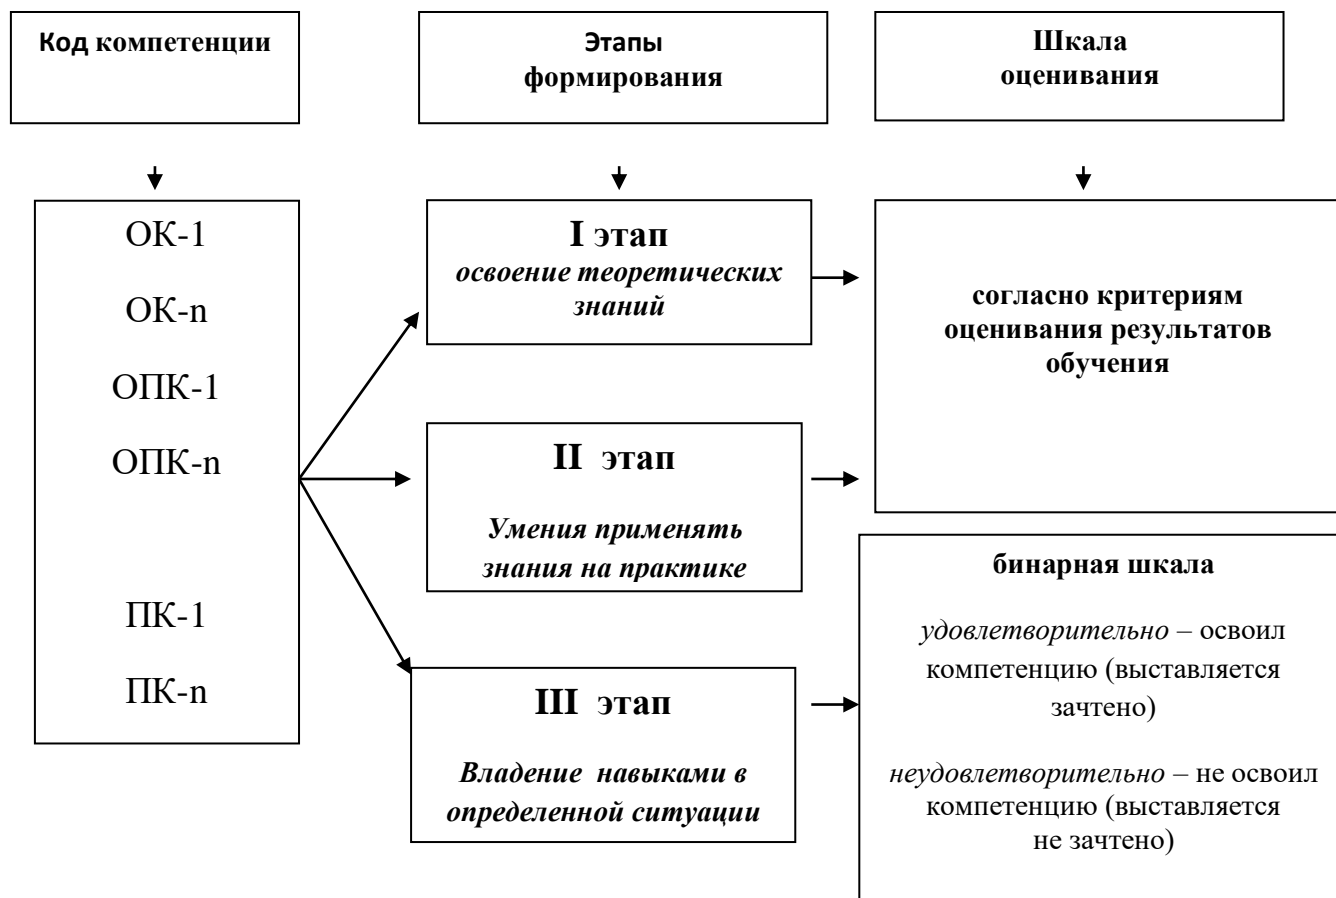 Код компетенции
Этапы
формирования
Шкала
оценивания
ОК-1
ОК-n
ОПК-1
ОПК-n
ПК-1
ПК-n
I этап
освоение теоретических
знаний
II этап
Умения применять
знания на практике
III этап
Владение навыками в
определенной ситуации
согласно критериям
оценивания результатов
обучения
бинарная шкала
удовлетворительно – освоил
компетенцию (выставляется
зачтено)
неудовлетворительно – не освоил
компетенцию (выставляется
не зачтено)